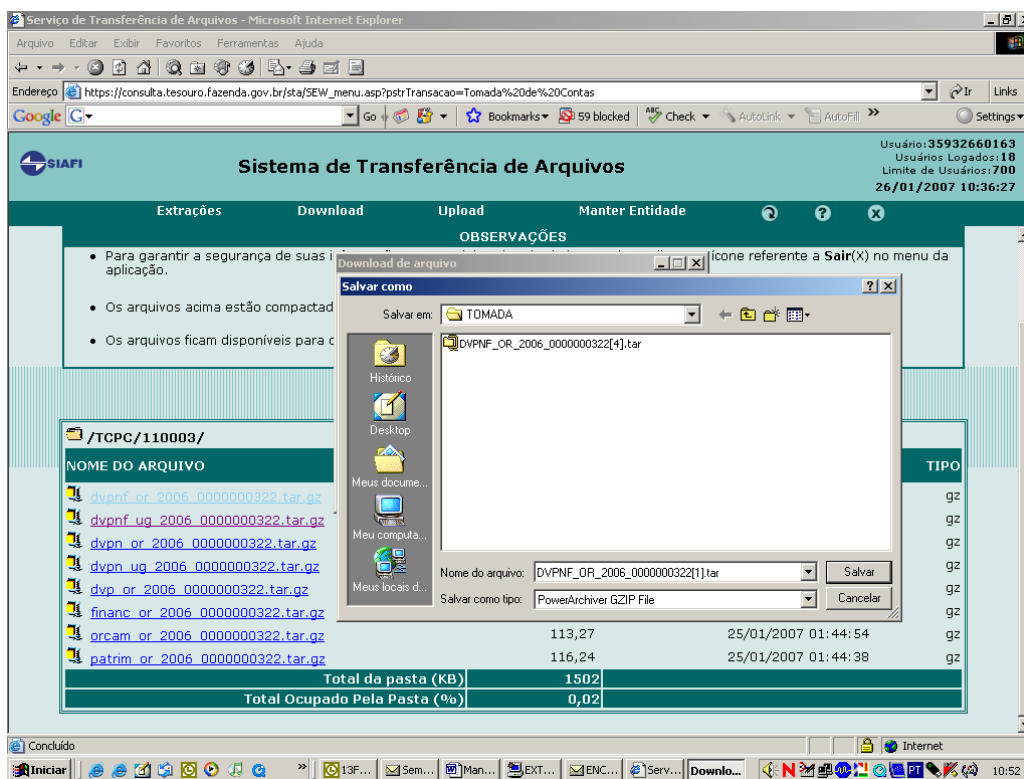 Serviço de Transferência de Arquivos - Microsoft Internet Explorer
Arquivo Editar Exibir Favoritos Ferramentas Ajuda
Endereço https://consulta.tesouro.fazenda.gov.br/sta/SEW_menu.asp?pstrTransacao=Tomada%20de%20Contas Ir Links
Google G Go Bookmarks 59 blocked ABC Check AutoLink AutoFill » Settings
SIAFI
Sistema de Transferência de Arquivos
Usuário:35932660163
Usuários Logados:18
Limite de Usuários:700
26/01/2007 10:36:27
Extrações Download Upload Manter Entidade ? X
OBSERVAÇÕES
Para garantir a segurança de suas i
ícone referente a Sair(X) no menu da
aplicação.
Os arquivos acima estão compactad
Os arquivos ficam disponíveis para d
Download de arquivo
Salvar como
Salvar em: TOMADA
DVPNF_OR_2006_0000000322[4].tar
Histórico
Desktop
Meus docume...
Meu computa...
Meus locais d...
Nome do arquivo: DVPNF_OR_2006_0000000322[1].tar Salvar
Salvar como tipo: PowerArchiver GZIP File Cancelar
/TCPC/110003/
NOME DO ARQUIVO TIPO
dvpnf_or_2006_0000000322.tar.gz gz
dvpnf_ug_2006_0000000322.tar.gz gz
dvpn_or_2006_0000000322.tar.gz gz
dvpn_ug_2006_0000000322.tar.gz gz
dvp_or_2006_0000000322.tar.gz gz
financ_or_2006_0000000322.tar.gz gz
orcam_or_2006_0000000322.tar.gz 113,27 25/01/2007 01:44:54 gz
patrim_or_2006_0000000322.tar.gz 116,24 25/01/2007 01:44:38 gz
Total da pasta (KB) 1502
Total Ocupado Pela Pasta (%) 0,02
Concluído Internet
Iniciar » 13F... Sem... Man... EXT... ENC... Serv... Downlo... PT 10:52